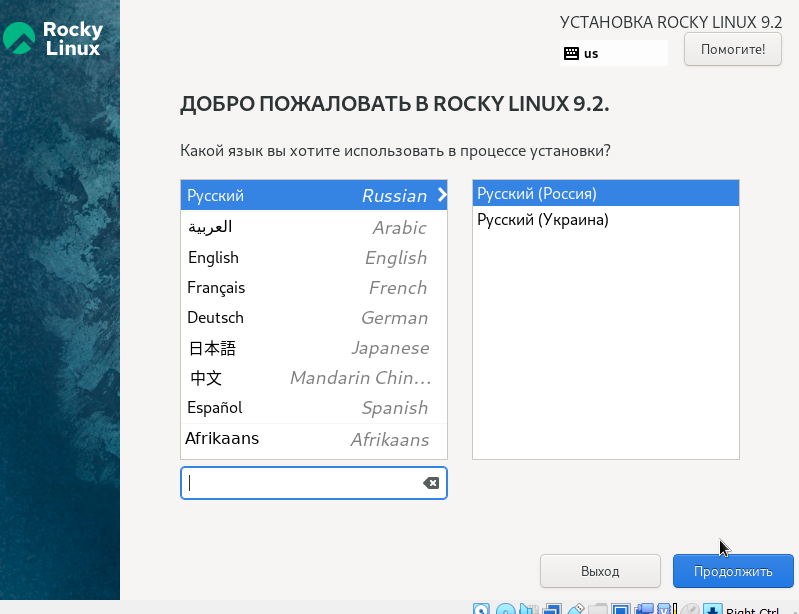 Rocky
Linux
УСТАНОВКА ROCKY LINUX 9.2
us
Помогите!
ДОБРО ПОЖАЛОВАТЬ В ROCKY LINUX 9.2.
Какой язык вы хотите использовать в процессе установки?
Русский Russian
العربية Arabic
English English
Français French
Deutsch German
日本語 Japanese
中文 Mandarin Chin…
Español Spanish
Afrikaans Afrikaans
Русский (Россия)
Русский (Украина)
Выход
Продолжить
Right Ctrl